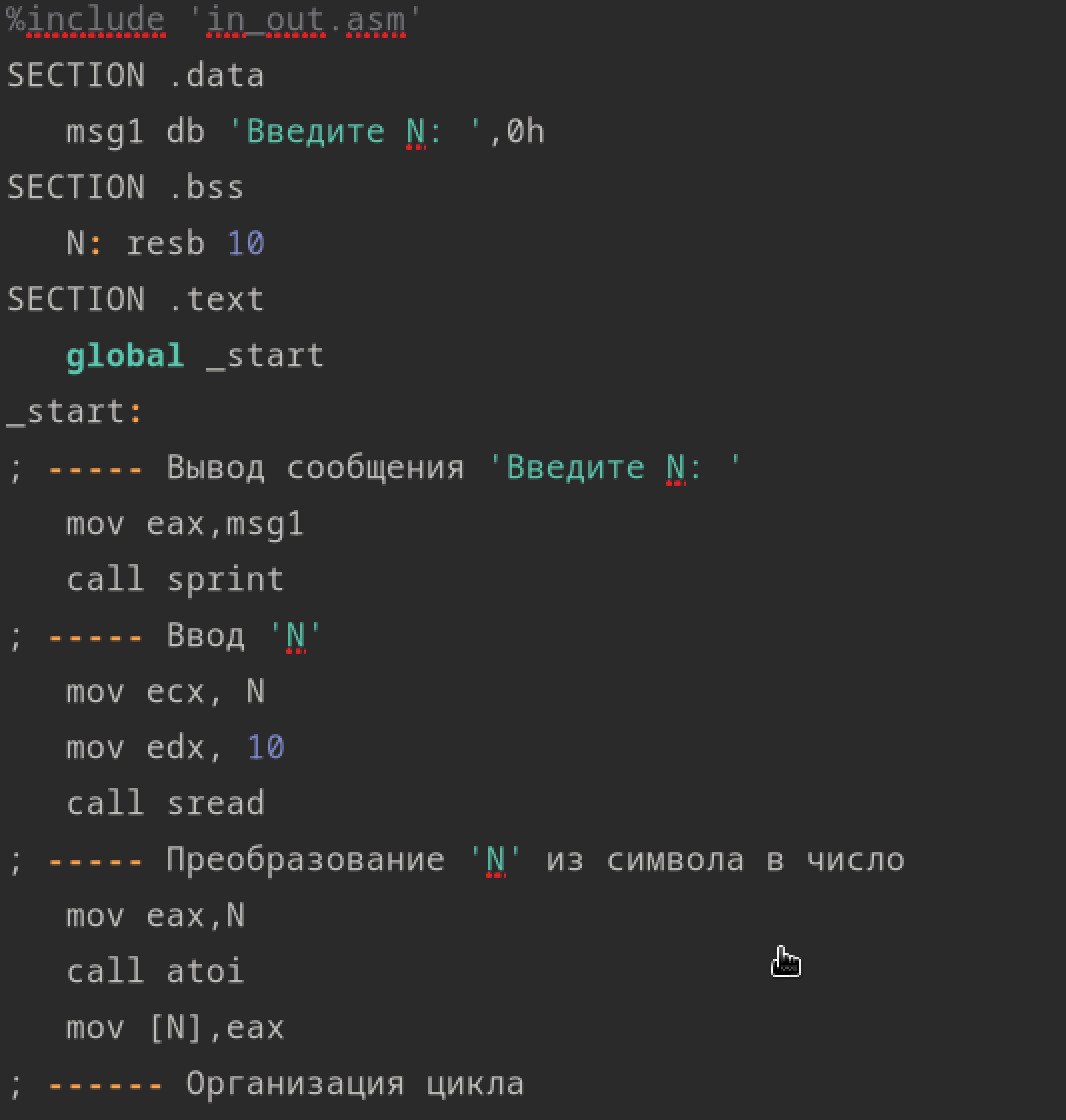 %include 'in_out.asm'
SECTION .data
msg1 db 'Введите N: ',0h
SECTION .bss
N: resb 10
SECTION .text
global _start
_start:
; ----- Вывод сообщения 'Введите N: '
mov eax,msg1
call sprint
; ----- Ввод 'N'
mov ecx, N
mov edx, 10
call sread
; ----- Преобразование 'N' из символа в число
mov eax,N
call atoi
mov [N],eax
; ------ Организация цикла